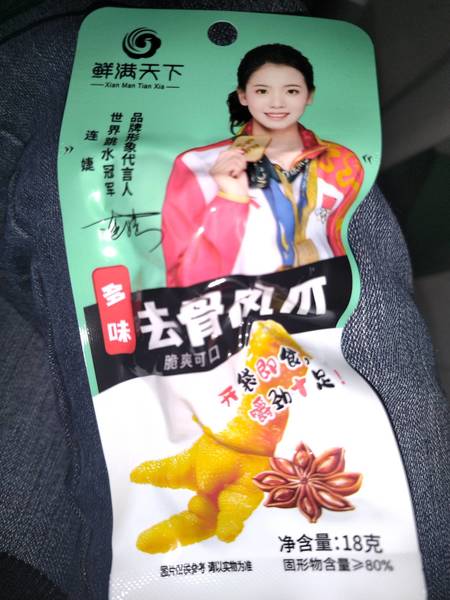 鲜满天下
Xian Man Tian Xia
品牌形象代言人
世界跳水冠军
连婕
多味
去骨凤爪
脆爽可口
开袋即食,
嚼劲十足!
净含量:18克
固形物含量≥80%
图片仅供参考 请以实物为准